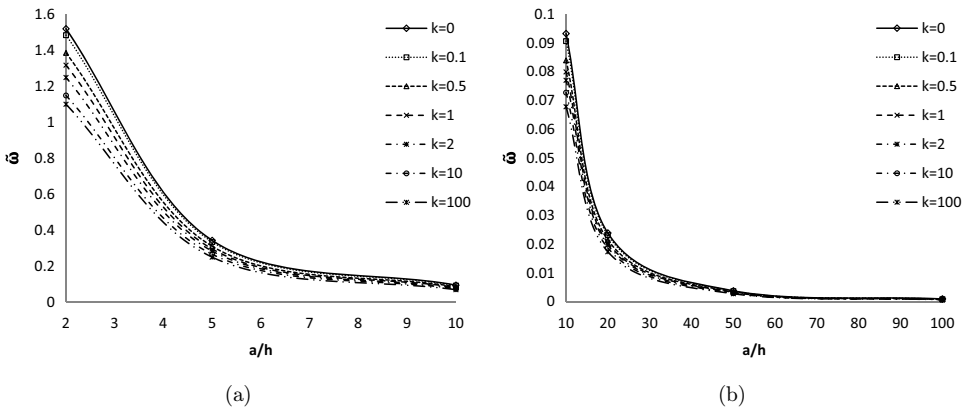 1.6
1.4
1.2
1
0.8
0.6
0.4
0.2
0
ω̃
2 3 4 5 6 7 8 9 10
a/h
k=0
k=0.1
k=0.5
k=1
k=2
k=10
k=100
(a)
0.1
0.09
0.08
0.07
0.06
0.05
0.04
0.03
0.02
0.01
0
ω̃
10 20 30 40 50 60 70 80 90 100
a/h
k=0
k=0.1
k=0.5
k=1
k=2
k=10
k=100
(b)